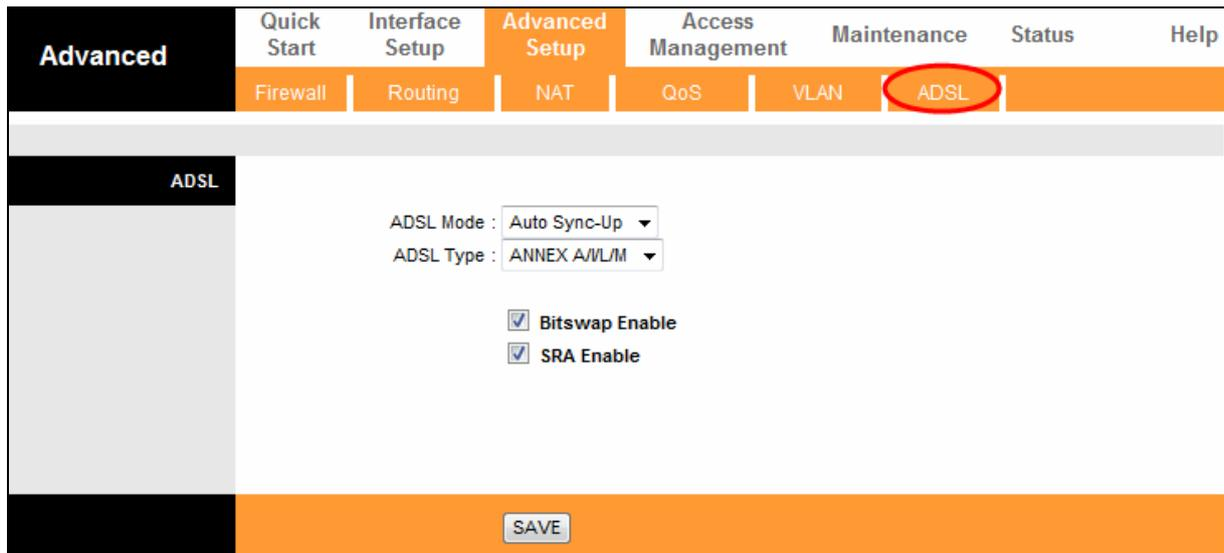 Advanced
Quick Start
Interface Setup
Advanced Setup
Access Management
Maintenance
Status
Help
Firewall
Routing
NAT
QoS
VLAN
ADSL
ADSL
ADSL Mode : Auto Sync-Up
ADSL Type : ANNEX A/I/L/M
Bitswap Enable
SRA Enable
SAVE